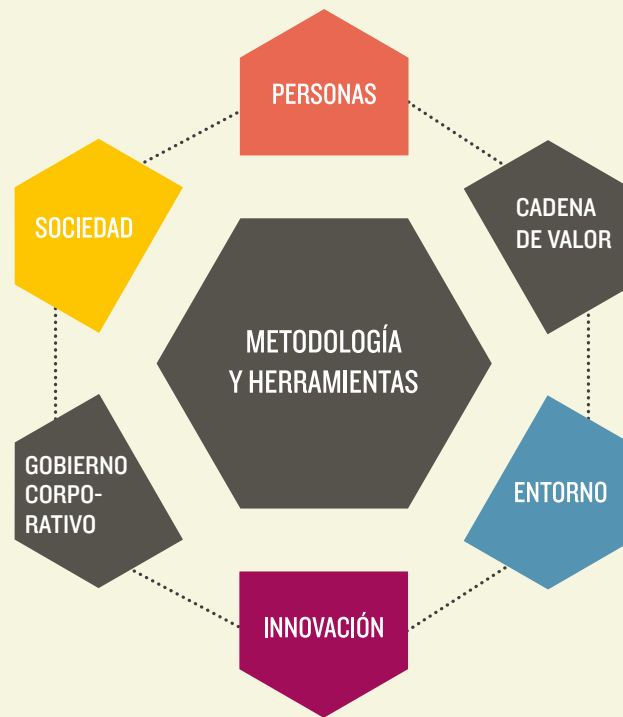 PERSONAS
CADENA
DE VALOR
SOCIEDAD
METODOLOGÍA
Y HERRAMIENTAS
GOBIERNO
CORPO-
RATIVO
ENTORNO
INNOVACIÓN